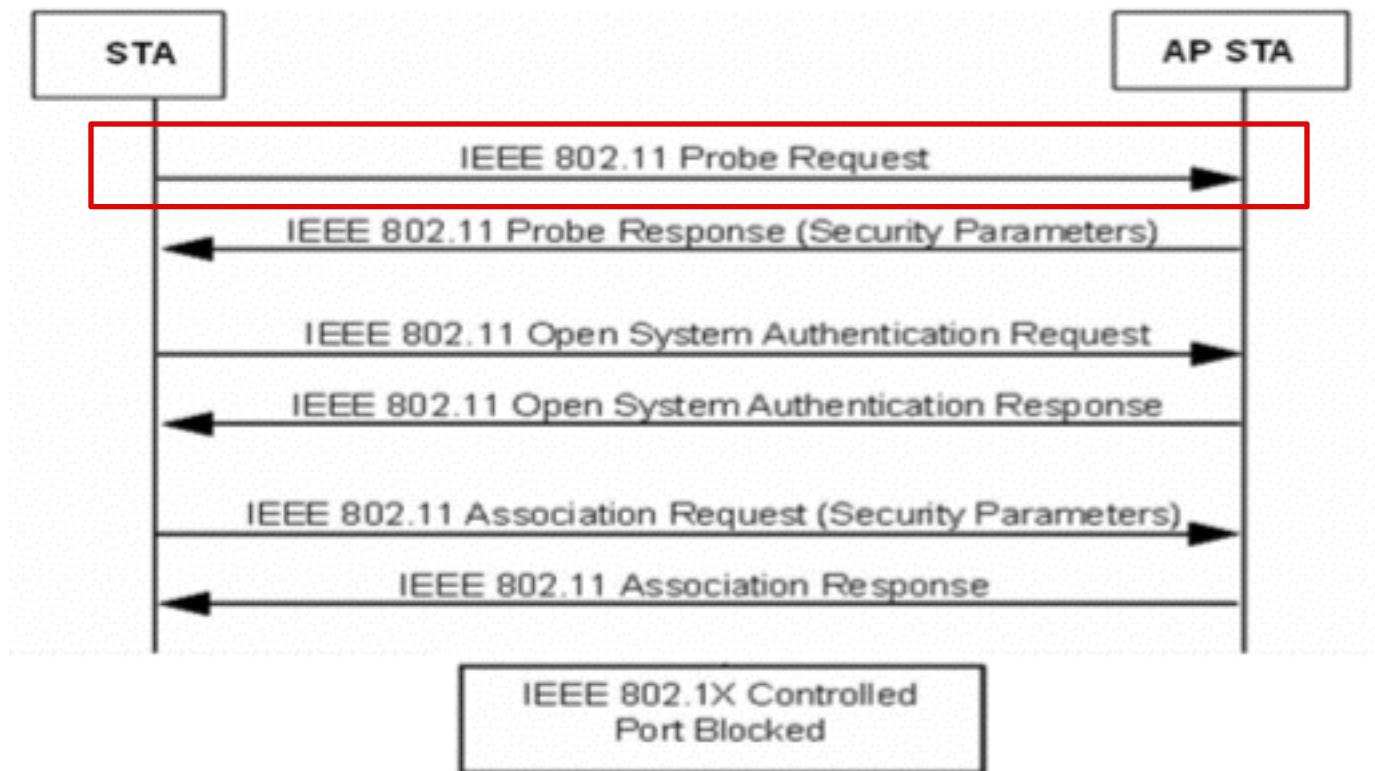 STA
AP STA
IEEE 802.11 Probe Request
IEEE 802.11 Probe Response (Security Parameters)
IEEE 802.11 Open System Authentication Request
IEEE 802.11 Open System Authentication Response
IEEE 802.11 Association Request (Security Parameters)
IEEE 802.11 Association Response
IEEE 802.1X Controlled
Port Blocked